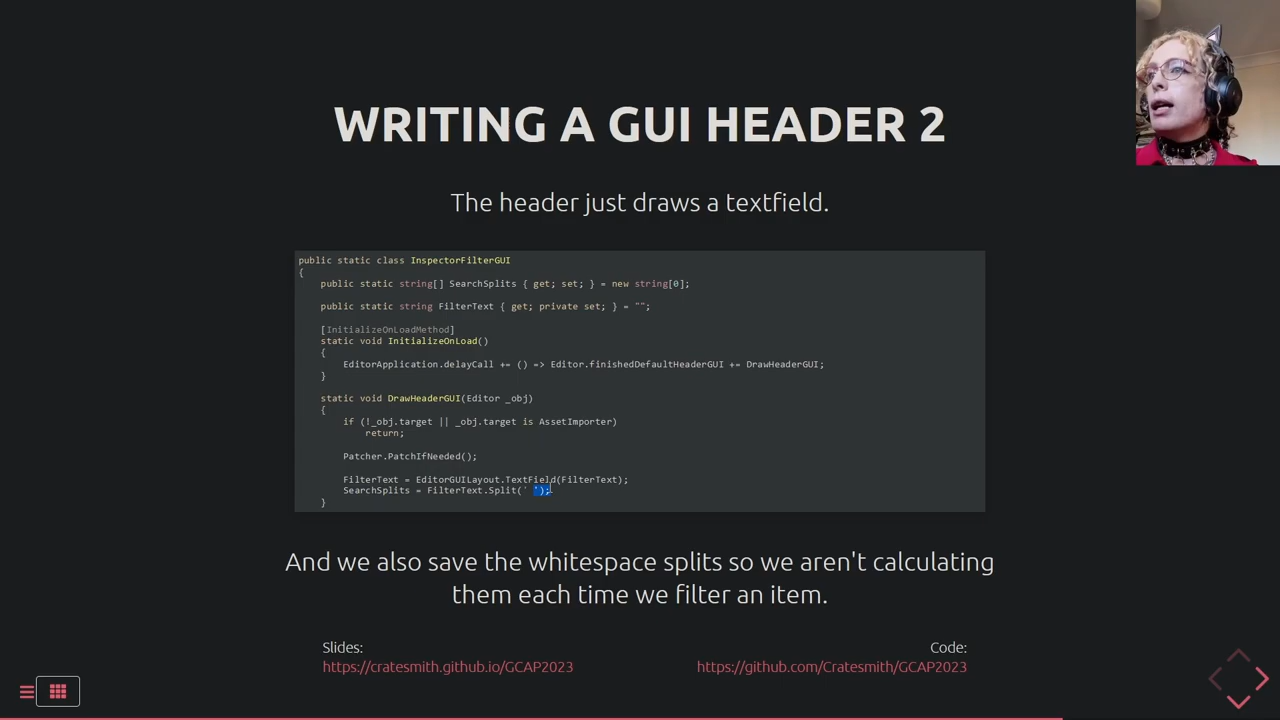 WRITING A GUI HEADER 2
The header just draws a textfield.
public static class InspectorFilterGUI
{
public static string[] SearchSplits { get; set; } = new string[0];
public static string FilterText { get; private set; } = "";
[InitializeOnLoadMethod]
static void InitializeOnLoad()
{
EditorApplication.delayCall += () => Editor.finishedDefaultHeaderGUI += DrawHeaderGUI;
}
static void DrawHeaderGUI(Editor _obj)
{
if (!_obj.target || _obj.target is AssetImporter)
return;
Patcher.PatchIfNeeded();
FilterText = EditorGUILayout.TextField(FilterText);
SearchSplits = FilterText.Split(' ');
}
And we also save the whitespace splits so we aren't calculating
them each time we filter an item.
Slides:
https://cratesmith.github.io/GCAP2023
Code:
https://github.com/Cratesmith/GCAP2023